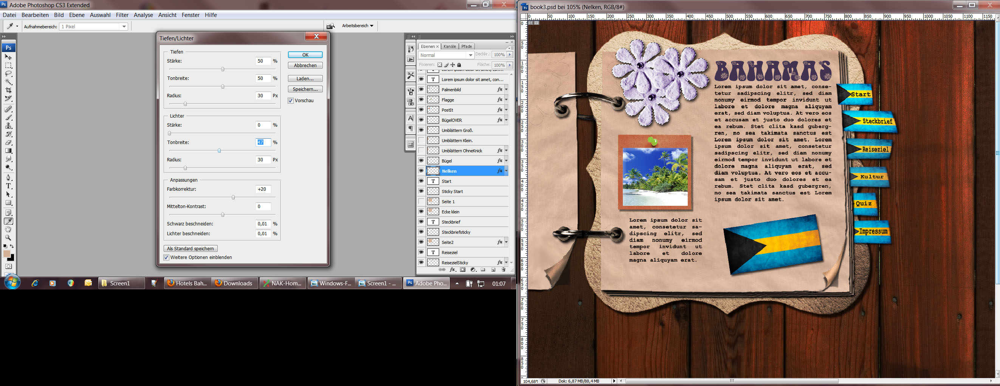 Adobe Photoshop CS3 Extended
Datei Bearbeiten Bild Ebene Auswahl Filter Analyse Ansicht Fenster Hilfe
Aufnahmebereich: 1 Pixel
Arbeitsbereich
Ps
Tiefen/Lichter
Tiefen
Stärke: 50 %
Tonbreite: 50 %
Radius: 30 Px
Lichter
Stärke: 0 %
Tonbreite: 47 %
Radius: 30 Px
Anpassungen
Farbkorrektur: +20
Mittelton-Kontrast: 0
Schwarz beschneiden: 0,01 %
Lichter beschneiden: 0,01 %
Als Standard speichern
Weitere Optionen einblenden
OK
Abbrechen
Laden...
Speichern...
Vorschau
Ebenen Kanäle Pfade
Normal Deckkr.: 100%
Fixieren: Fläche: 100%
Lorem ipsum dolor sit amet, con...
Palmenbild
Flagge
PostIt
BügelOVER
Umblättern Groß.
Umblättern Klein.
Umblättern OhneKnick
Bügel
Nelken
Start
Sticky Start
Seite 1
Ecke klein
Steckbrief
Steckbriefsticky
Seite2
Reiseziel
ReisezielSticky
Screen1
Hotels Bah...
Downloads
NAK-Hom...
Windows-F...
Screen1 - ...
Adobe Pho...
01:07
book3.psd bei 105% (Nelken, RGB/8#)
0 50 100 150 200 250 300 350 400 450 500 550 600 650 700 750 800 850 900 950 1000 1050 1100 1150
01
BAHAMAS
Lorem ipsum dolor sit amet, conse-
tetur sadipscing elitr, sed diam
nonumy eirmod tempor invidunt ut
labore et dolore magna aliquyam
erat, sed diam voluptua. At vero eos
et accusam et justo duo dolores et
ea rebum. Stet clita kasd guberg-
ren, no sea takimata sanctus est
Lorem ipsum dolor sit amet. Lorem
ipsum dolor sit amet, consetetur
sadipscing elitr, sed diam nonumy
eirmod tempor invidunt ut labore et
dolore magna aliquyam erat, sed
diam voluptua. At vero eos et accu-
sam et justo duo dolores et ea
rebum. Stet clita kasd gubergren,
no sea takimata sanctus est Lorem
ipsum dolor sit amet.
Lorem ipsum dolor sit
amet, consetetur sa-
dipscing elitr, sed
diam nonumy eirmod
tempor invidunt ut
labore et dolore
magna aliquyam erat.
Start
Steckbrief
Reiseziel
Kultur
Quiz
Impressum
104,68%
Dok: 6,87 MB/88,4 MB